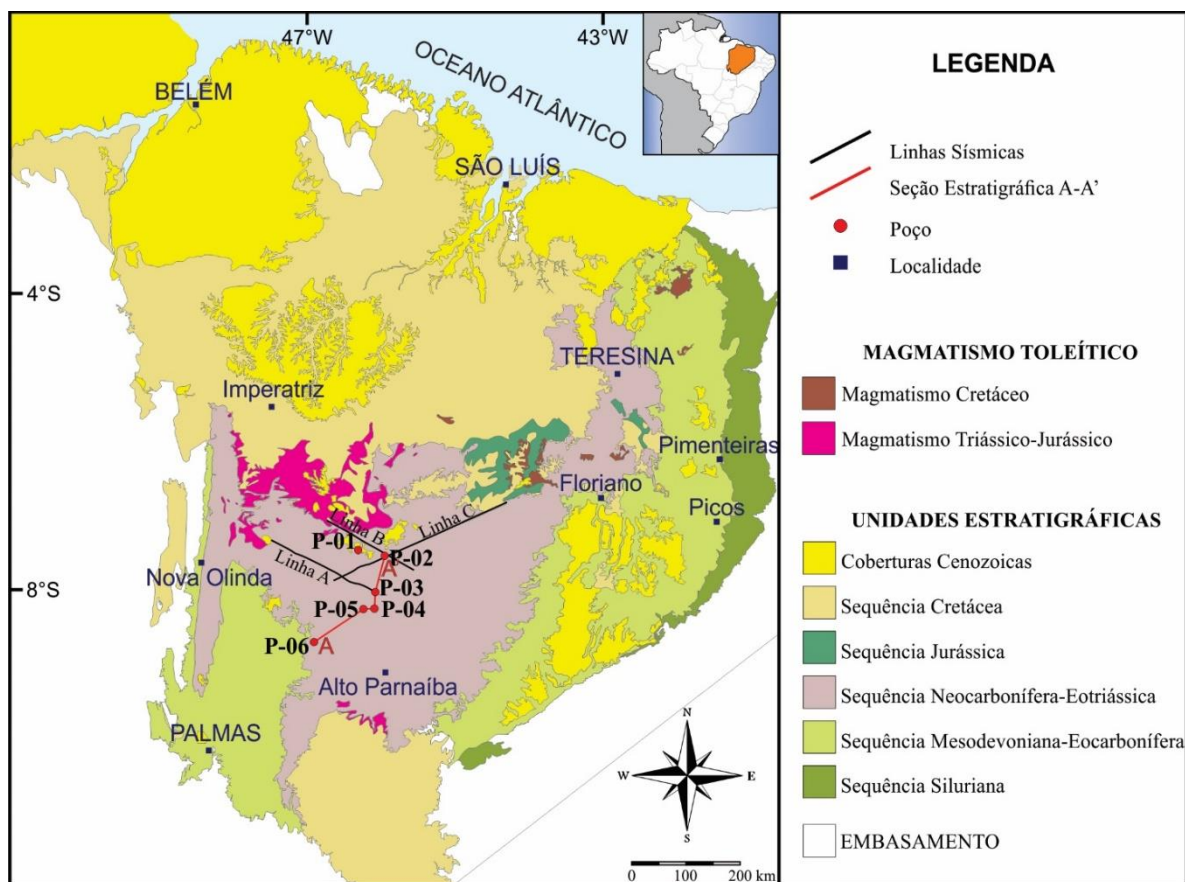 47°W
43°W
OCEANO ATLÂNTICO
BELÉM
SÃO LUÍS
4°S
TERESINA
Imperatriz
Pimenteiras
Floriano
Picos
Linha B
Linha C
P-01
P-02
A
Linha A
Nova Olinda
P-03
8°S
P-05
P-04
P-06
A
Alto Parnaíba
PALMAS
N
W
E
S
0 100 200 km
LEGENDA
Linhas Sísmicas
Seção Estratigráfica A-A’
Poço
Localidade
MAGMATISMO TOLEÍTICO
Magmatismo Cretáceo
Magmatismo Triássico-Jurássico
UNIDADES ESTRATIGRÁFICAS
Coberturas Cenozoicas
Sequência Cretácea
Sequência Jurássica
Sequência Neocarbonífera-Eotriássica
Sequência Mesodevoniana-Eocarbonífera
Sequência Siluriana
EMBASAMENTO